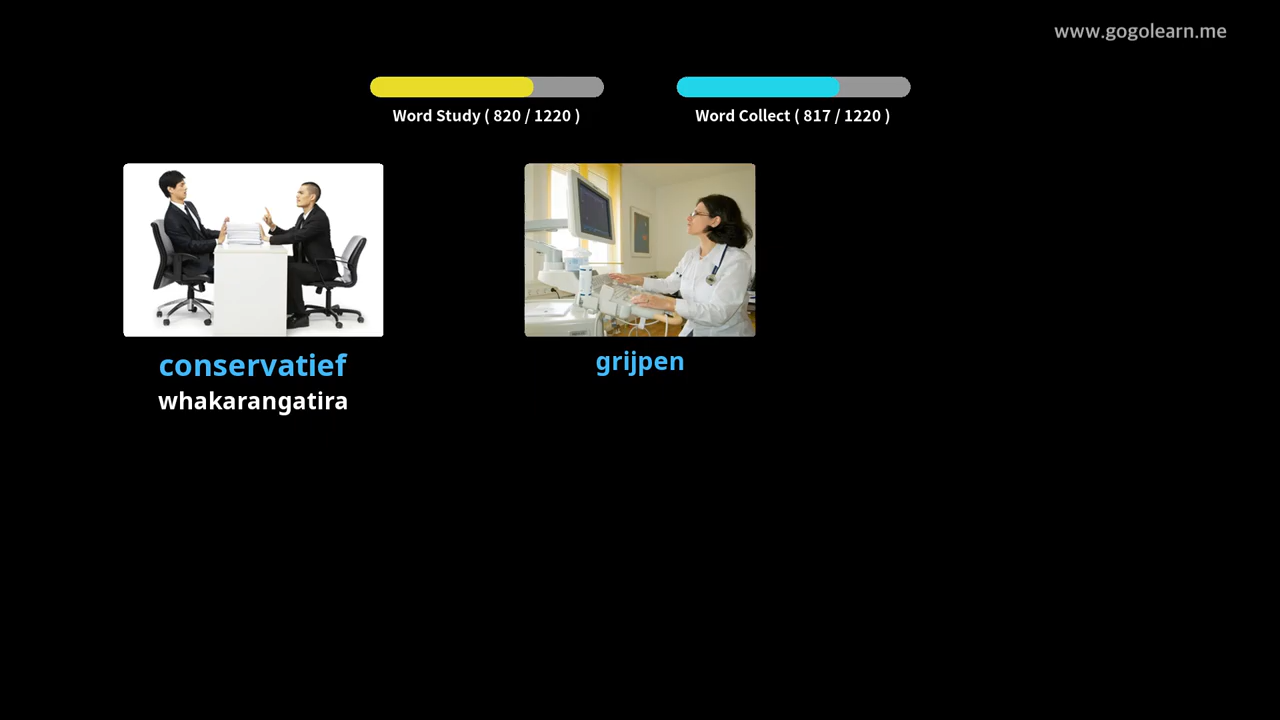 www.gogolearn.me
Word Study ( 820 / 1220 )
Word Collect ( 817 / 1220 )
conservatief
whakarangatira
grijpen